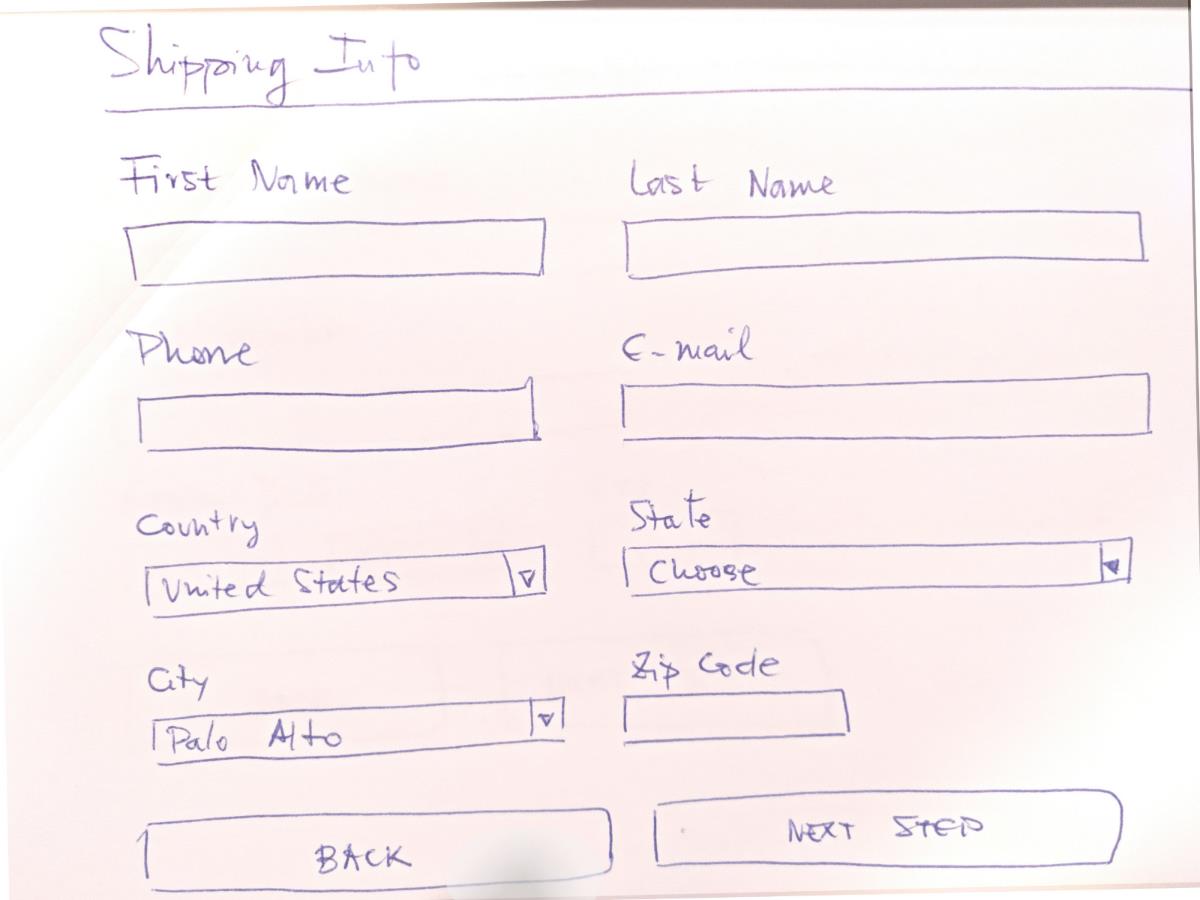 Shipping Info
First Name
Last Name
Phone
E-mail
Country
State
United States
Choose
City
Zip Code
Palo Alto
BACK
NEXT STEP